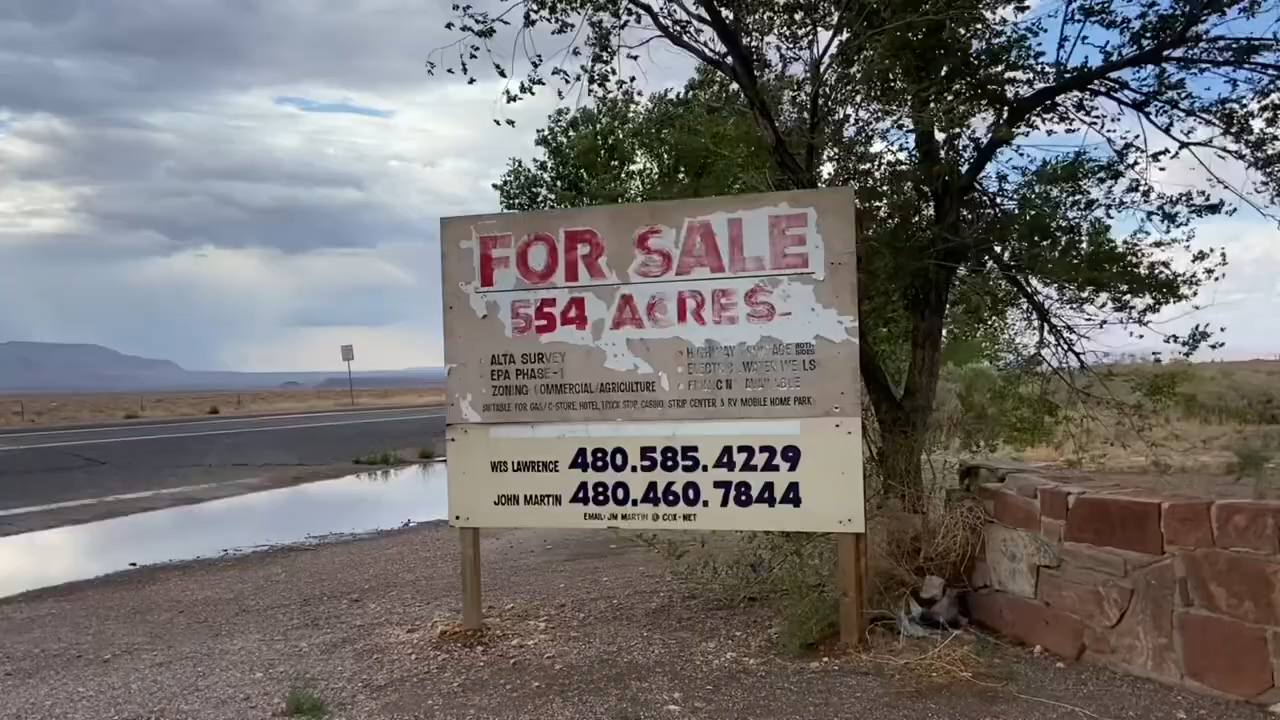 FOR SALE
554 ACRES
ALTA SURVEY
EPA PHASE-1
ZONING COMMERCIAL/AGRICULTURE
HIGHWAY BOTH SIDES
WATER WELLS
SUITABLE FOR GAS/C-STORE, HOTEL, TRUCK STOP, CASINO, STRIP CENTER & RV MOBILE HOME PARK
WES LAWRENCE 480.585.4229
JOHN MARTIN 480.460.7844
EMAIL: JM MARTIN @ COX.NET